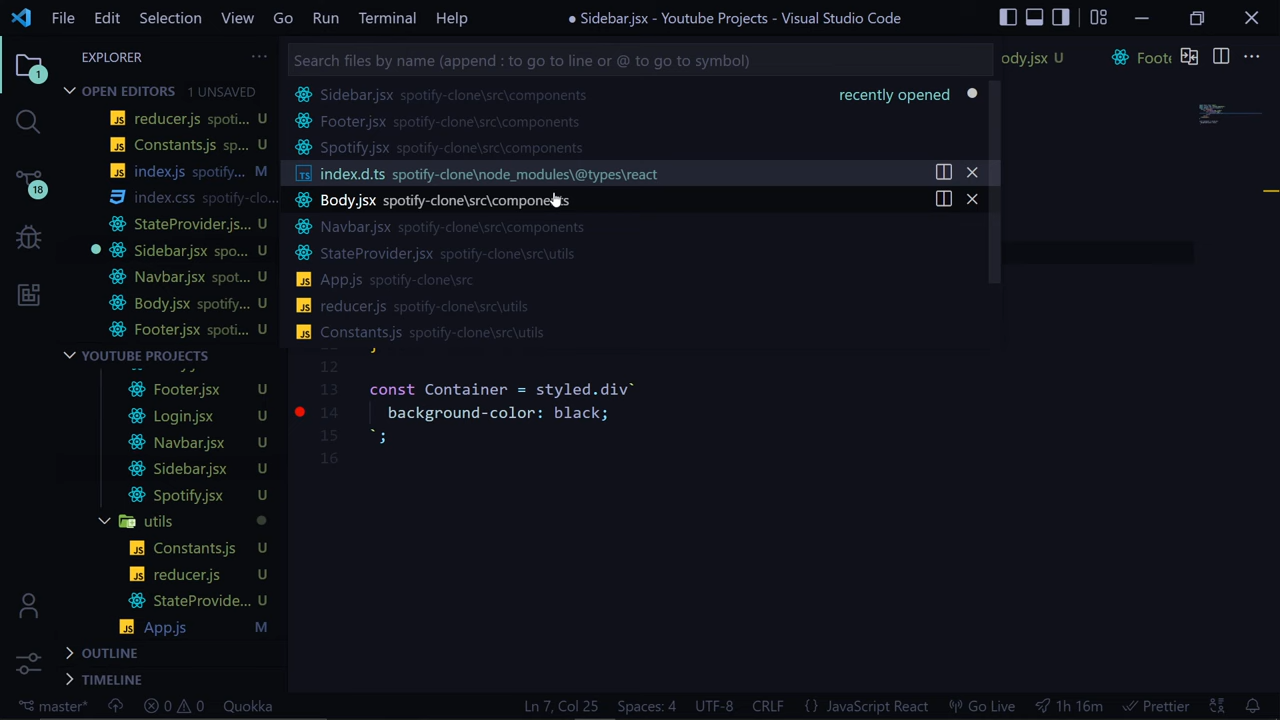 File Edit Selection View Go Run Terminal Help
● Sidebar.jsx - Youtube Projects - Visual Studio Code
EXPLORER
OPEN EDITORS 1 UNSAVED
reducer.js spoti... U
Constants.js sp... U
index.js spotify-clo... M
index.css spotify-clo...
StateProvider.js... U
Sidebar.jsx spo... U
Navbar.jsx spot... U
Body.jsx spotify... U
Footer.jsx spoti... U
YOUTUBE PROJECTS
Footer.jsx U
Login.jsx U
Navbar.jsx U
Sidebar.jsx U
Spotify.jsx U
utils
Constants.js U
reducer.js U
StateProvide... U
App.js M
OUTLINE
TIMELINE
ody.jsx U
Foote
Search files by name (append : to go to line or @ to go to symbol)
Sidebar.jsx spotify-clone\src\components recently opened
Footer.jsx spotify-clone\src\components
Spotify.jsx spotify-clone\src\components
TS index.d.ts spotify-clone\node_modules\@types\react
Body.jsx spotify-clone\src\components
Navbar.jsx spotify-clone\src\components
StateProvider.jsx spotify-clone\src\utils
JS App.js spotify-clone\src
JS reducer.js spotify-clone\src\utils
JS Constants.js spotify-clone\src\utils
12
13 const Container = styled.div`
14 background-color: black;
15 `;
16
1
18
master* 0 0 Quokka Ln 7, Col 25 Spaces: 4 UTF-8 CRLF {} JavaScript React Go Live 1h 16m Prettier